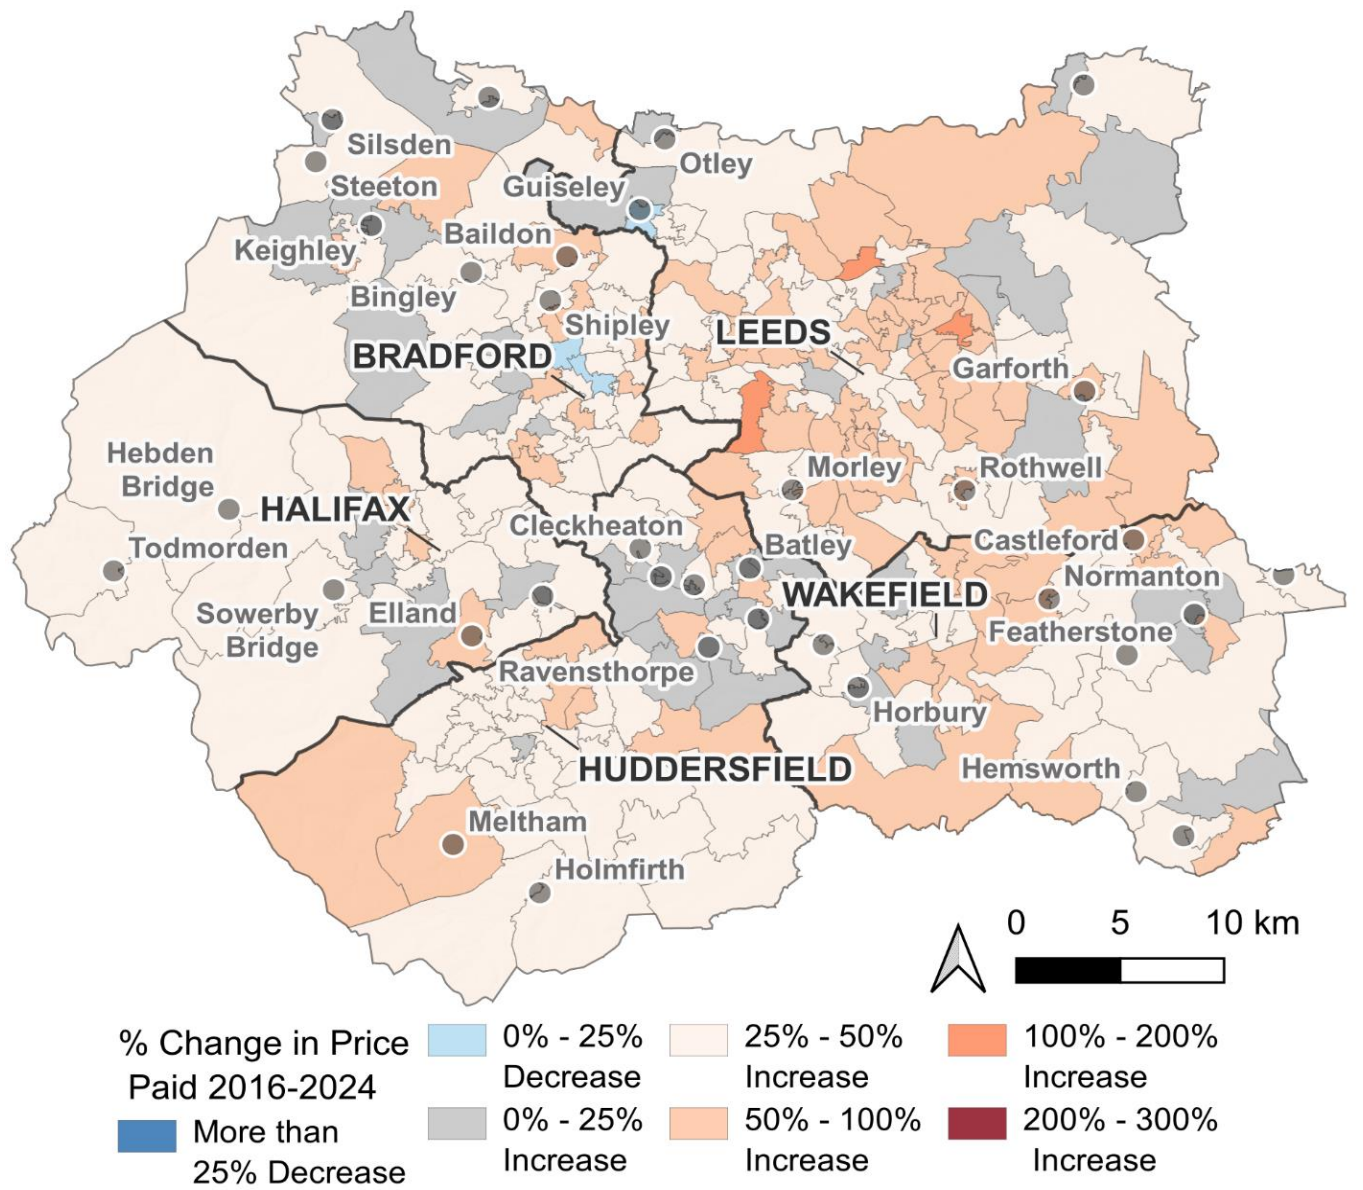 Silsden
Otley
Steeton
Guiseley
Keighley
Baildon
Bingley
Shipley
LEEDS
BRADFORD
Garforth
Hebden
Bridge
Morley
Rothwell
HALIFAX
Cleckheaton
Castleford
Todmorden
Batley
Normanton
WAKEFIELD
Sowerby
Bridge
Elland
Featherstone
Ravensthorpe
Horbury
HUDDERSFIELD
Hemsworth
Meltham
Holmfirth
0 5 10 km
% Change in Price
Paid 2016-2024
More than
25% Decrease
0% - 25%
Decrease
0% - 25%
Increase
25% - 50%
Increase
50% - 100%
Increase
100% - 200%
Increase
200% - 300%
Increase